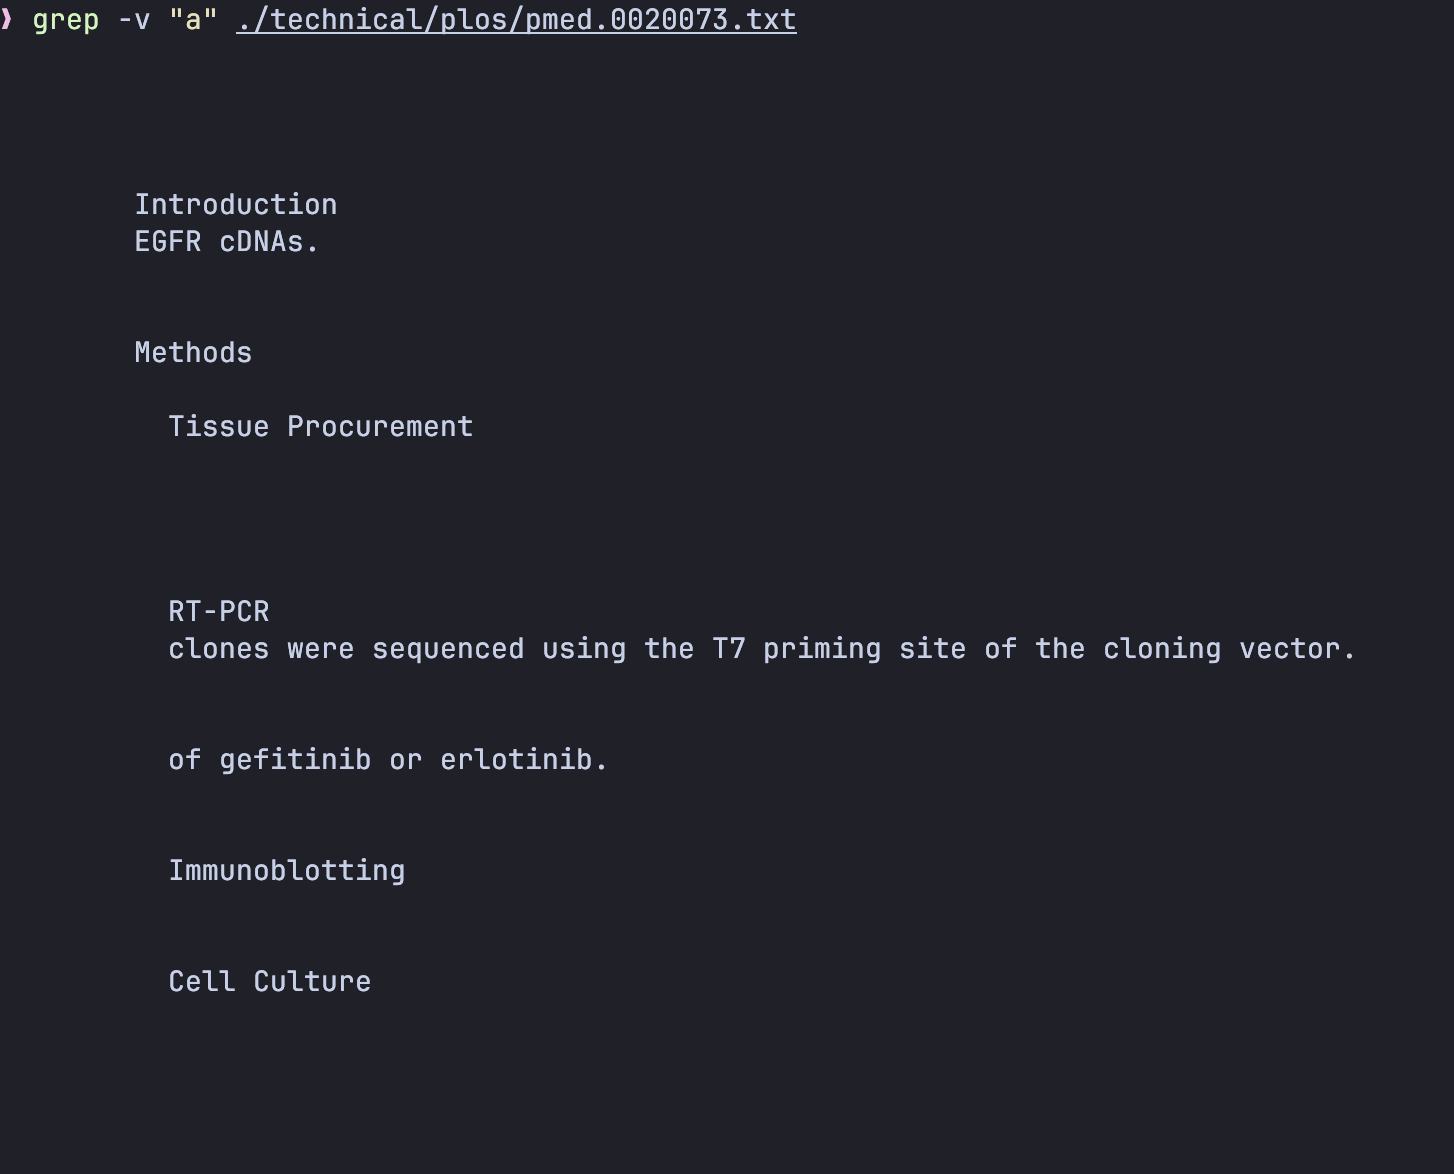 ❯ grep -v "a" ./technical/plos/pmed.0020073.txt
Introduction
EGFR cDNAs.
Methods
Tissue Procurement
RT-PCR
clones were sequenced using the T7 priming site of the cloning vector.
of gefitinib or erlotinib.
Immunoblotting
Cell Culture